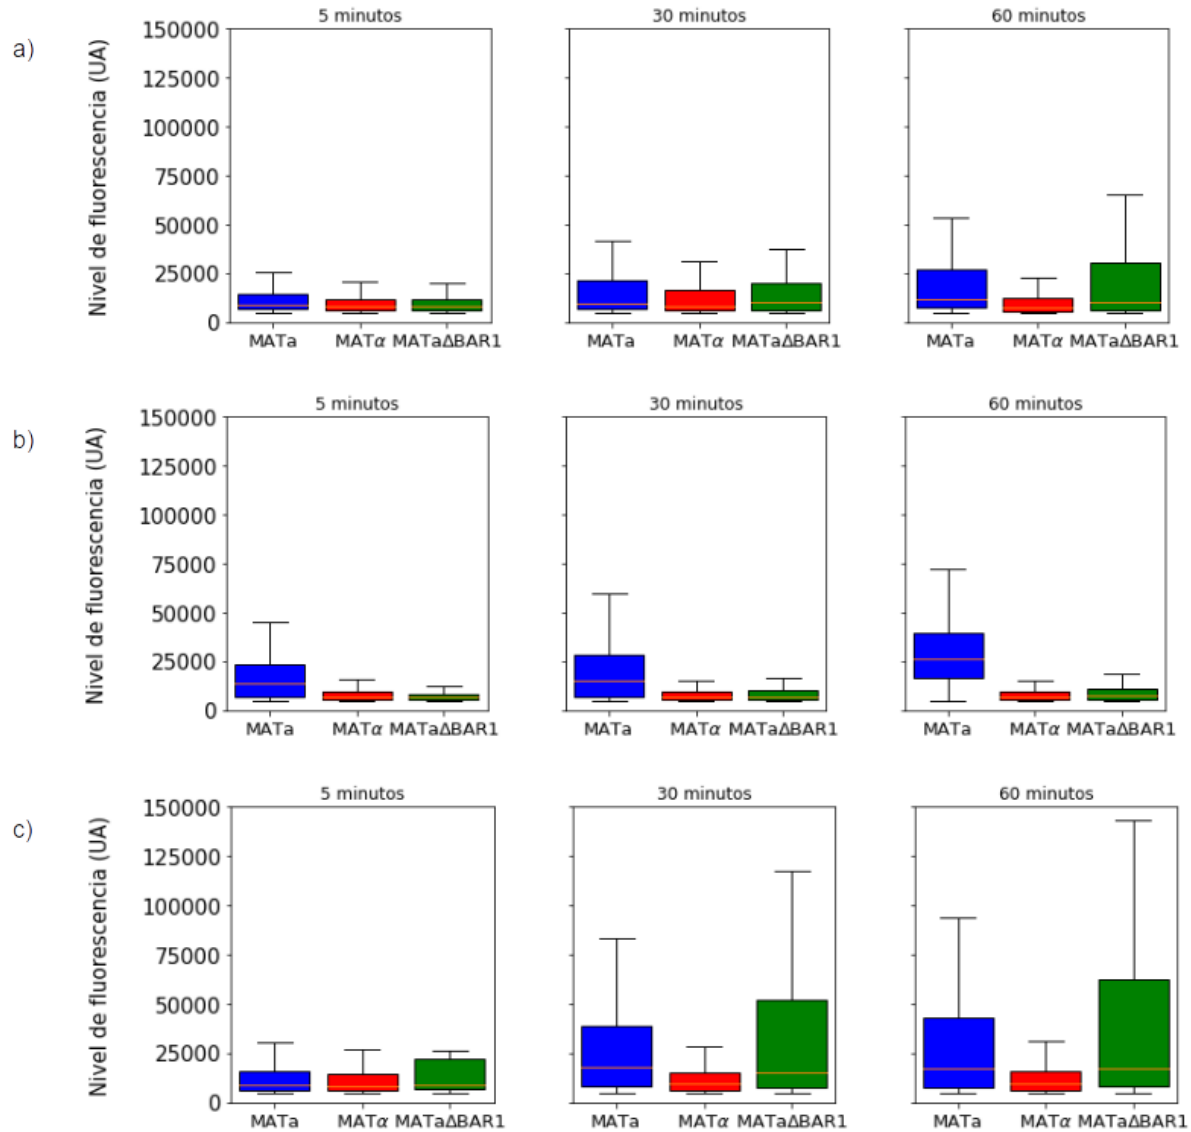 5 minutos 30 minutos 60 minutos
a)
Nivel de fluorescencia (UA)
150000
125000
100000
75000
50000
25000
0
MATa MATα MATaΔBAR1 MATa MATα MATaΔBAR1 MATa MATα MATaΔBAR1
5 minutos 30 minutos 60 minutos
b)
Nivel de fluorescencia (UA)
150000
125000
100000
75000
50000
25000
0
MATa MATα MATaΔBAR1 MATa MATα MATaΔBAR1 MATa MATα MATaΔBAR1
5 minutos 30 minutos 60 minutos
c)
Nivel de fluorescencia (UA)
150000
125000
100000
75000
50000
25000
0
MATa MATα MATaΔBAR1 MATa MATα MATaΔBAR1 MATa MATα MATaΔBAR1